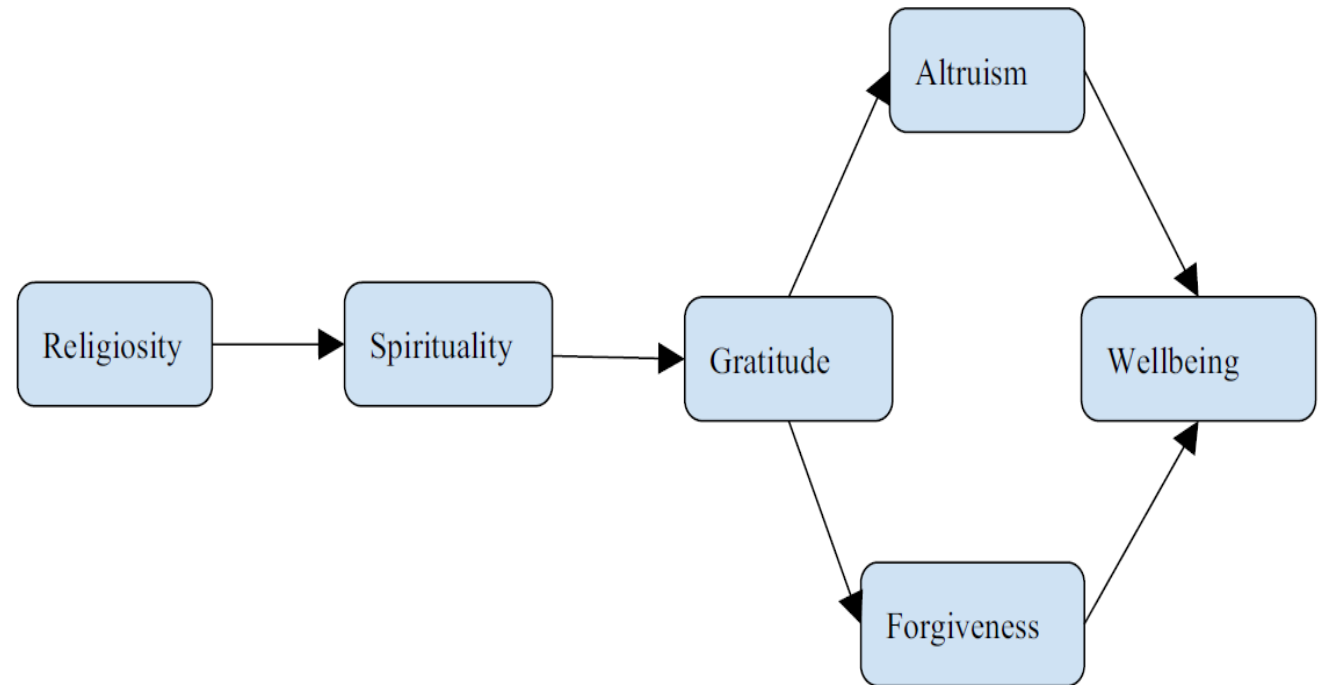 Altruism
Religiosity
Spirituality
Gratitude
Wellbeing
Forgiveness